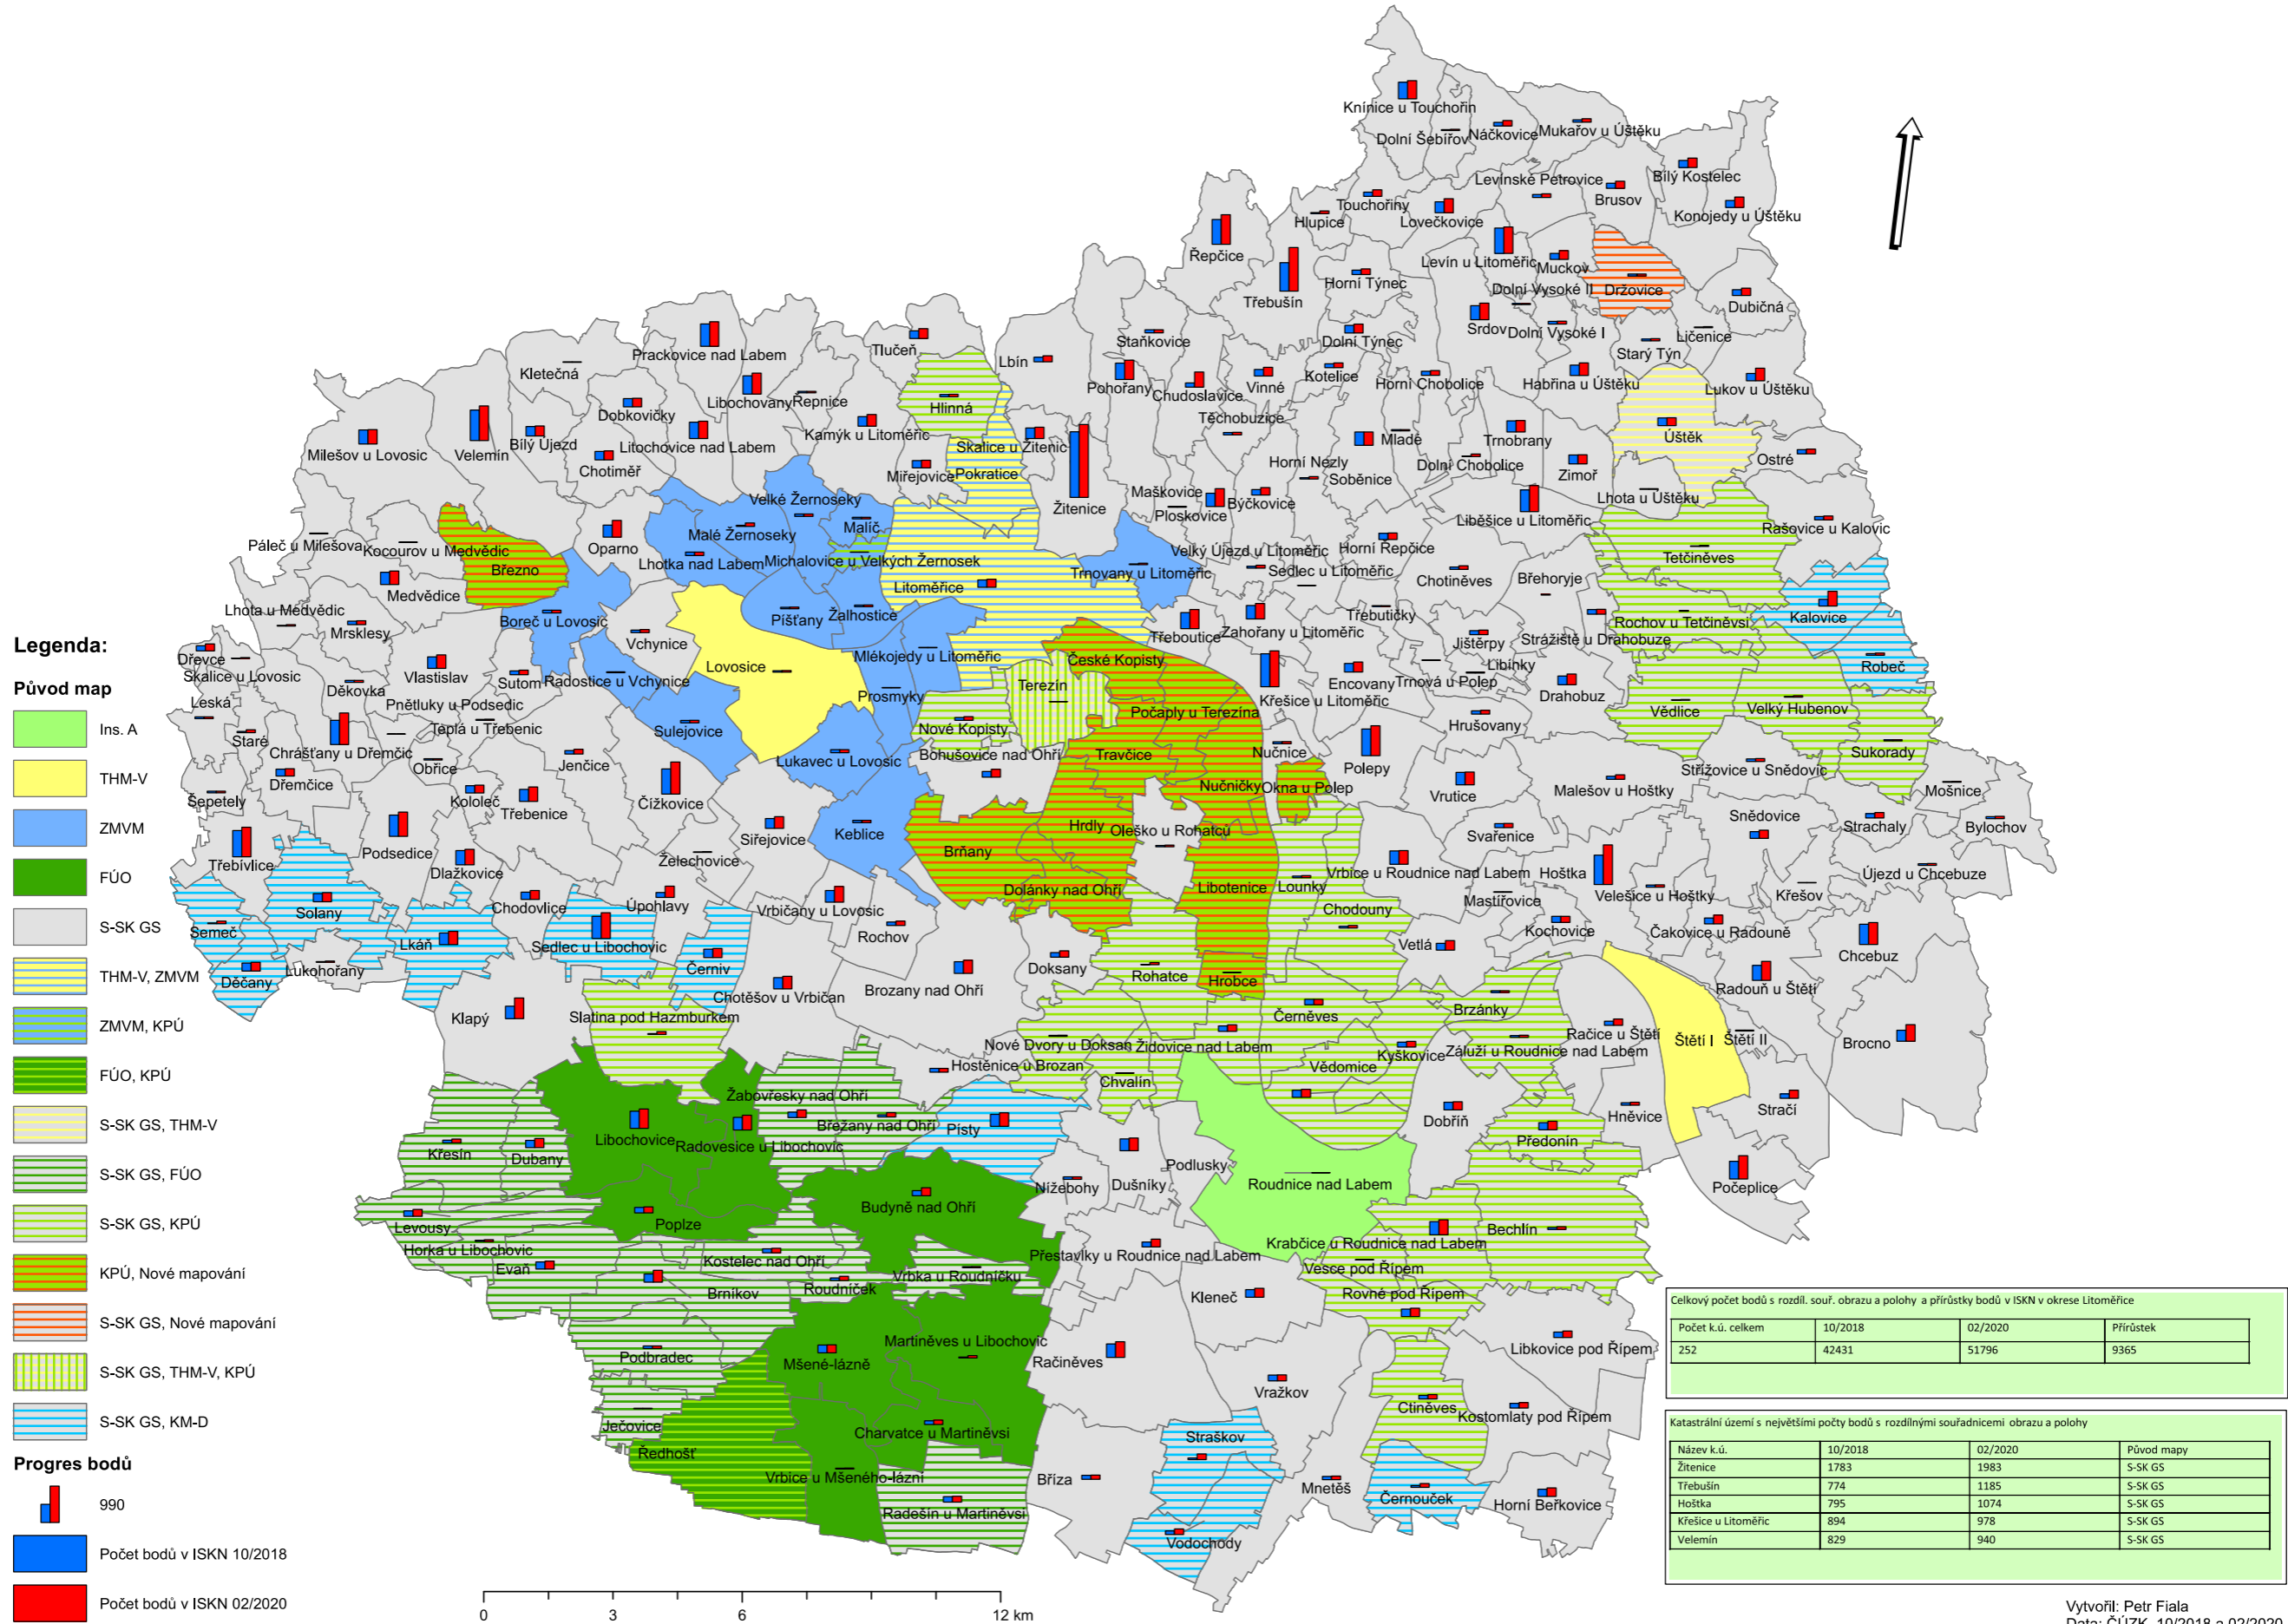 Knínice u Touchořin
Dolní Šebířov
Náčkovice
Mukařov u Úštěku
Levínské Petrovice
Bílý Kostelec
Brusov
Konojedy u Úštěku
Touchořiny
Hlupice
Lovečkovice
Řepčice
Levín u Litoměřic
Muckov
Horní Týnec
Třebušín
Dolní Vysoké II
Držovice
Dubičná
Srdov
Dolní Vysoké I
Ličenice
Staňkovice
Dolní Týnec
Starý Týn
Tlučeň
Prackovice nad Labem
Lbín
Kletečná
Pohořany
Chudoslavice
Vinné
Kotelice
Horní Chobolice
Habřina u Úštěku
Lukov u Úštěku
Libochovany
Řepnice
Hlinná
Dobkovičky
Těchobuzice
Kamýk u Litoměřic
Skalice u Žitenic
Mladé
Trnobrany
Úštěk
Bílý Újezd
Litochovice nad Labem
Milešov u Lovosic
Velemín
Chotiměř
Miřejovice
Pokratice
Horní Nezly
Dolní Chobolice
Ostré
Soběnice
Zimoř
Velké Žernoseky
Maškovice
Býčkovice
Lhota u Úštěku
Žitenice
Ploskovice
Liběšice u Litoměřic
Malíč
Rašovice u Kalovic
Malé Žernoseky
Páleč u Milešova
Kocourov u Medvědic
Oparno
Velký Újezd u Litoměřic
Horní Řepčice
Tetčiněves
Lhotka nad Labem
Michalovice u Velkých Žernosek
Březno
Trnovany u Litoměřic
Sedlec u Litoměřic
Chotiněves
Břehoryje
Litoměřice
Medvědice
Lhota u Medvědic
Mrsklesy
Boreč u Lovosic
Píšťany
Žalhostice
Třebutičky
Kalovice
Legenda:
Vchynice
Třeboutice
Zahořany u Litoměřic
Jištěrpy
Strážiště u Drahobuze
Rochov u Tetčiněvsi
Dřevce
Skalice u Lovosic
Lovosice
Mlékojedy u Litoměřic
České Kopisty
Libínky
Robeč
Původ map
Vlastislav
Sutom
Radostice u Vchynice
Terezín
Encovany
Trnová u Polep
Drahobuz
Děkovka
Prosmyky
Křešice u Litoměřic
Leská
Pnětluky u Podsedic
Počaply u Terezína
Vědlice
Velký Hubenov
Ins. A
Staré
Teplá u Třebenic
Sulejovice
Nové Kopisty
Hrušovany
Chrášťany u Dřemčic
Travčice
Nučnice
Sukorady
Obřice
Jenčice
Lukavec u Lovosic
Bohušovice nad Ohří
Polepy
Střížovice u Snědovic
THM-V
Dřemčice
Nučničky
Okna u Polep
Vrutice
Malešov u Hoštky
Mošnice
Šepetely
Kololeč
Třebenice
Čížkovice
Snědovice
ZMVM
Siřejovice
Keblice
Hrdly
Oleško u Rohatců
Svařenice
Strachaly
Bylochov
Třebívlice
Podsedice
Želechovice
Brňany
FÚO
Dlažkovice
Vrbice u Roudnice nad Labem
Hoštka
Újezd u Chcebuze
Dolánky nad Ohří
Libotenice
Lounky
Velešice u Hoštky
Křešov
Solany
Chodovlice
Úpohlavy
Vrbičany u Lovosic
Mastířovice
Chodouny
S-SK GS
Semeč
Lkáň
Sedlec u Libochovic
Rochov
Kochovice
Čakovice u Radouně
Vetlá
Chcebuz
Lukohořany
Černiv
Doksany
THM-V, ZMVM
Děčany
Rohatce
Hrobce
Radouň u Štětí
Chotěšov u Vrbičan
Brozany nad Ohří
Brzánky
Klapý
Slatina pod Hazmburkem
Černěves
ZMVM, KPÚ
Štětí I
Štětí II
Račice u Štětí
Brocno
Nové Dvory u Doksan
Židovice nad Labem
Kyškovice
Záluží u Roudnice nad Labem
Hostěnice u Brozan
Vědomice
FÚO, KPÚ
Chvalín
Žabovřesky nad Ohří
Stračí
S-SK GS, THM-V
Břežany nad Ohří
Písty
Dobříň
Hněvice
Libochovice
Radovesice u Libochovic
Předonín
Křesín
Dubany
S-SK GS, FÚO
Podlusky
Nížebohy
Dušníky
Roudnice nad Labem
Počeplice
Budyně nad Ohří
S-SK GS, KPÚ
Levousy
Poplze
Bechlín
Horka u Libochovic
Krabčice u Roudnice nad Labem
Přestavlky u Roudnice nad Labem
KPÚ, Nové mapování
Evaň
Kostelec nad Ohří
Vesce pod Řípem
Vrbka u Roudníčku
Brníkov
Roudníček
Kleneč
Rovné pod Řípem
S-SK GS, Nové mapování
Martiněves u Libochovic
Libkovice pod Řípem
Podbradec
Mšené-lázně
Račiněves
S-SK GS, THM-V, KPÚ
Vražkov
Ctiněves
Kostomlaty pod Řípem
S-SK GS, KM-D
Ječovice
Charvatce u Martiněvsi
Straškov
Ředhošť
Progres bodů
Vrbice u Mšeného-lázní
Bříza
Mnetěš
Černouček
Horní Beřkovice
990
Radešín u Martiněvsi
Vodochody
Počet bodů v ISKN 10/2018
Počet bodů v ISKN 02/2020
0 3 6 12 km
Celkový počet bodů s rozdíl. souř. obrazu a polohy a přírůstky bodů v ISKN v okrese Litoměřice
Počet k.ú. celkem 10/2018 02/2020 Přírůstek
252 42431 51796 9365
Katastrální území s největšími počty bodů s rozdílnými souřadnicemi obrazu a polohy
Název k.ú. 10/2018 02/2020 Původ mapy
Žitenice 1783 1983 S-SK GS
Třebušín 774 1185 S-SK GS
Hoštka 795 1074 S-SK GS
Křešice u Litoměřic 894 978 S-SK GS
Velemín 829 940 S-SK GS
Vytvořil: Petr Fiala
Data: ČÚZK, 10/2018 a 02/2020